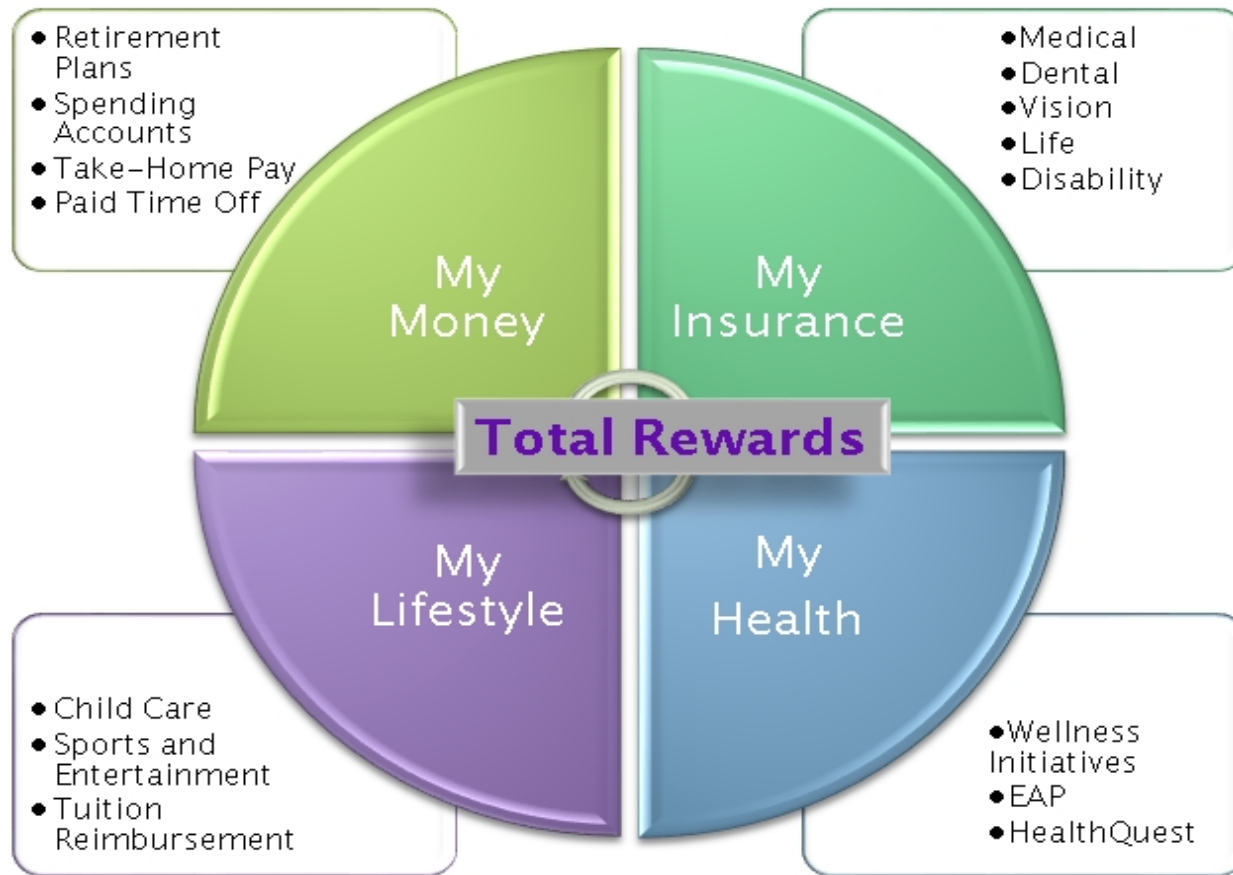 • Retirement
Plans
• Spending
Accounts
• Take-Home Pay
• Paid Time Off
• Medical
• Dental
• Vision
• Life
• Disability
My
Money
My
Insurance
Total Rewards
My
Lifestyle
My
Health
• Child Care
• Sports and
Entertainment
• Tuition
Reimbursement
• Wellness
Initiatives
• EAP
• HealthQuest